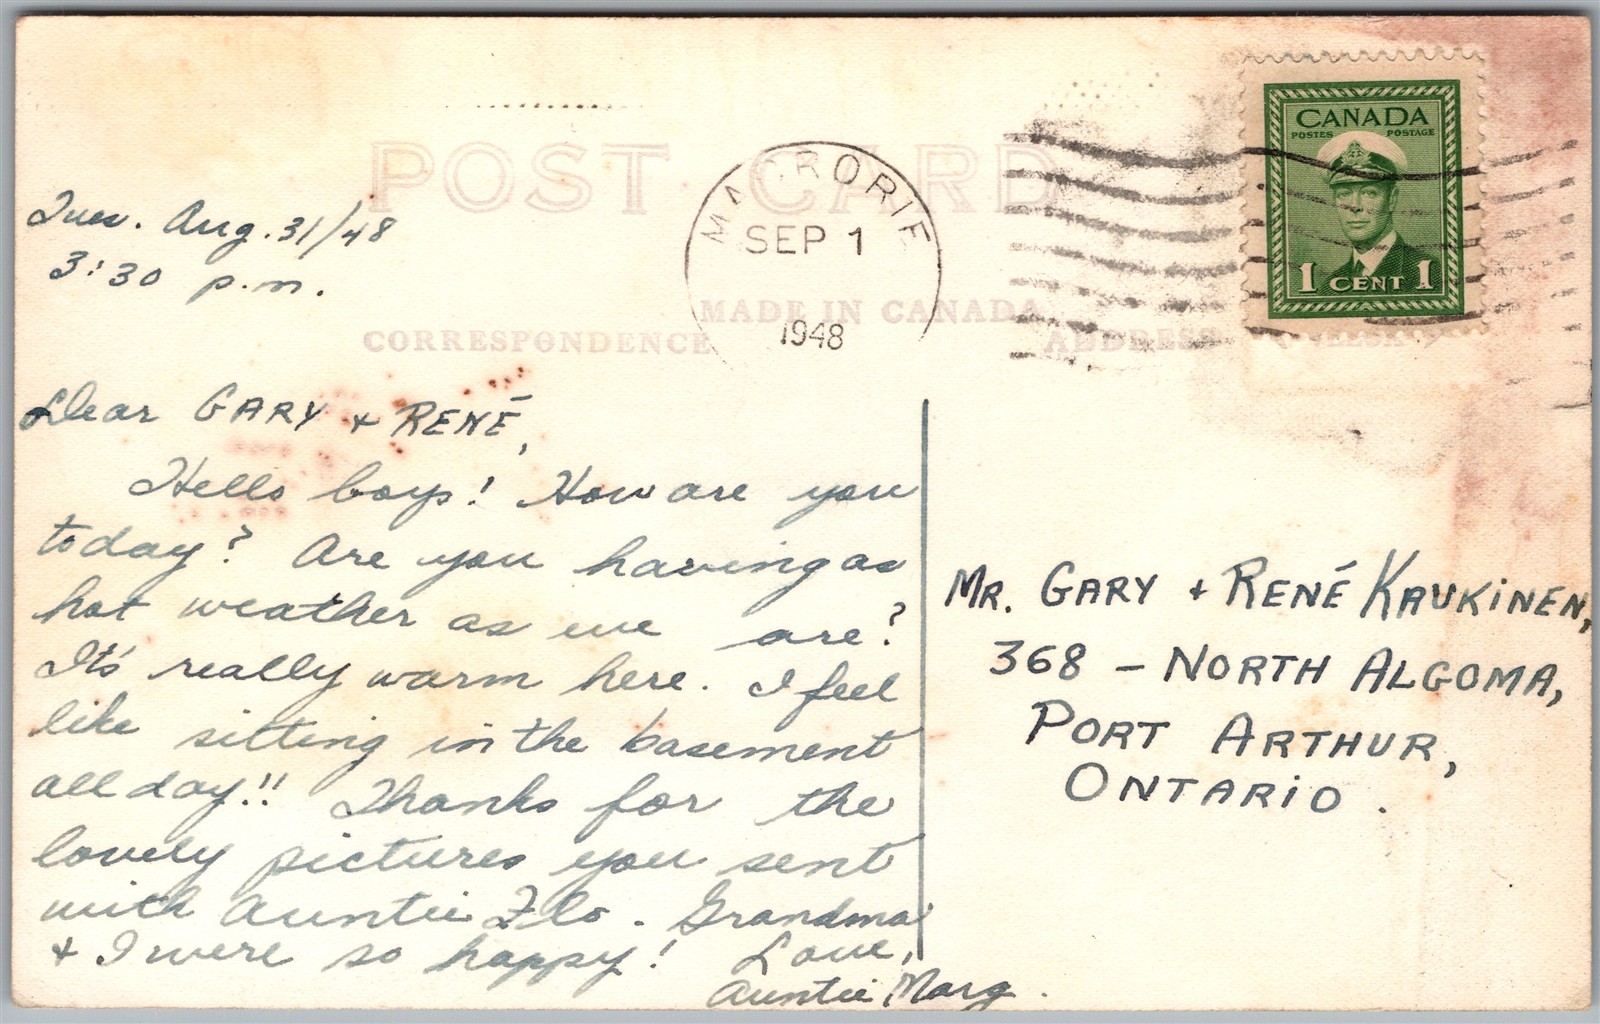 POST CARD
CANADA
POSTES POSTAGE
1 CENT 1
MACRORIE
SEP 1
1948
MADE IN CANADA
CORRESPONDENCE
ADDRESS
Tues. Aug. 31/48
3:30 p.m.
Dear GARY + RENÉ,
Hello boys! How are you
today? Are you having as
hot weather as we are?
It's really warm here. I feel
like sitting in the basement
all day!! Thanks for the
lovely pictures you sent
with Auntie Flo. Grandma
+ I were so happy! Love,
Auntie Marg.
MR. GARY + RENÉ KAUKINEN,
368 - NORTH ALGOMA,
PORT ARTHUR,
ONTARIO.